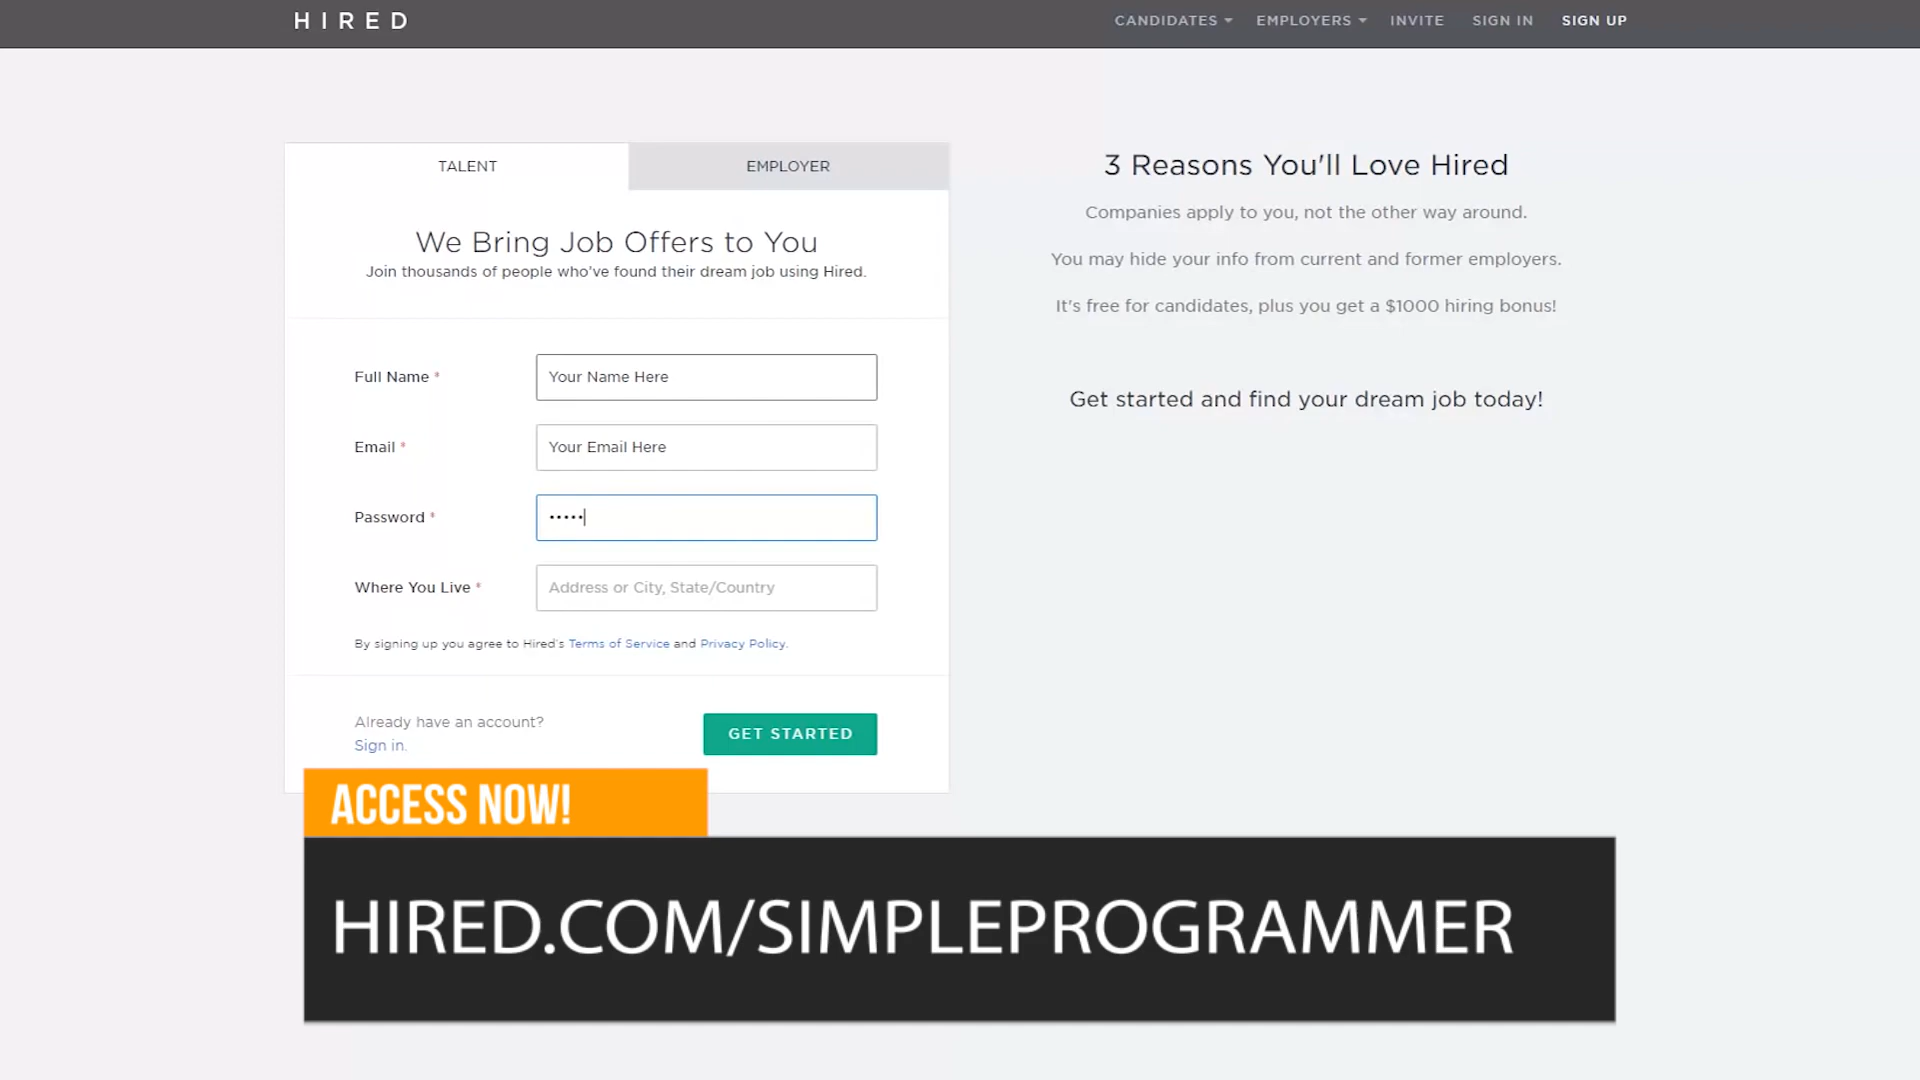 HIRED
CANDIDATES EMPLOYERS INVITE SIGN IN SIGN UP
TALENT
EMPLOYER
We Bring Job Offers to You
Join thousands of people who've found their dream job using Hired.
Full Name *
Your Name Here
Email *
Your Email Here
Password *
•••••
Where You Live *
Address or City, State/Country
By signing up you agree to Hired's Terms of Service and Privacy Policy.
Already have an account?
Sign in.
GET STARTED
3 Reasons You'll Love Hired
Companies apply to you, not the other way around.
You may hide your info from current and former employers.
It's free for candidates, plus you get a $1000 hiring bonus!
Get started and find your dream job today!
ACCESS NOW!
HIRED.COM/SIMPLEPROGRAMMER